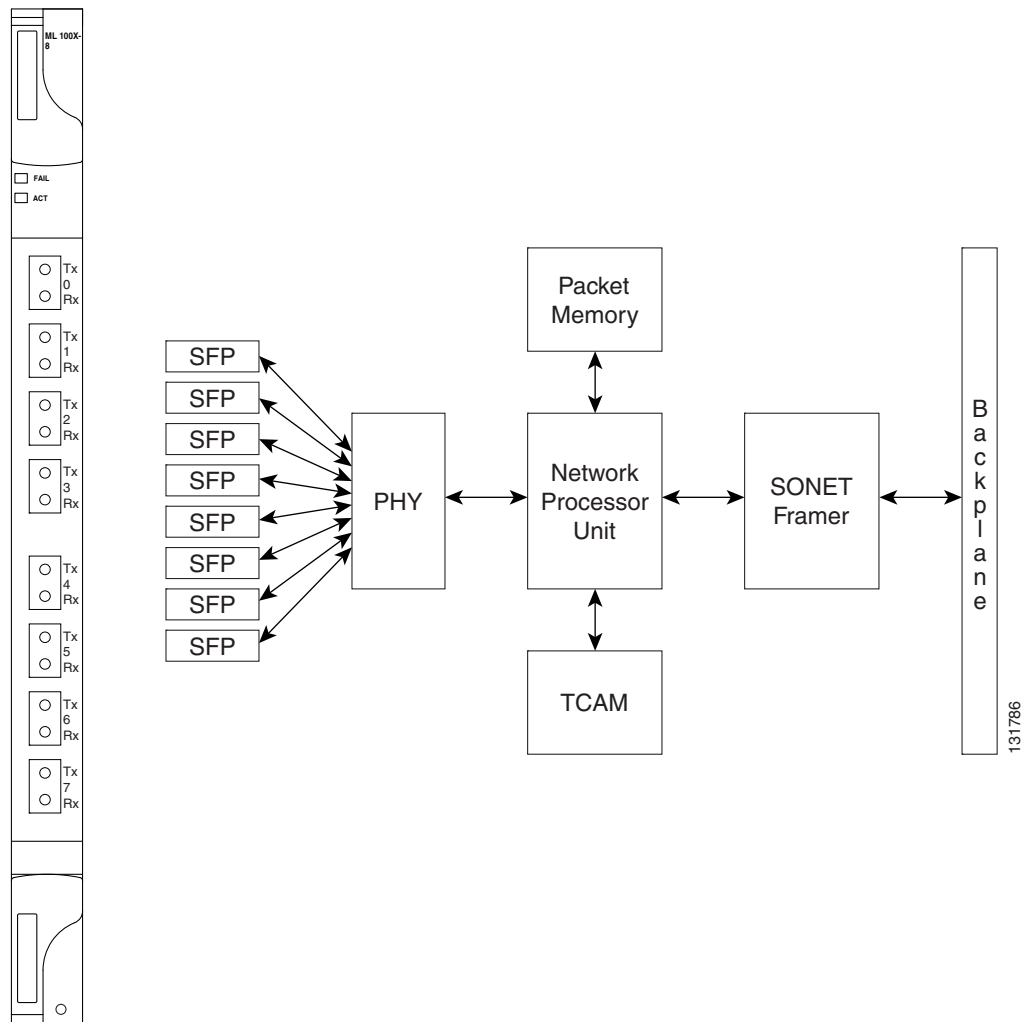 ML 100X-
8
FAIL
ACT
Tx
0
Rx
Tx
1
Rx
Tx
2
Rx
Tx
3
Rx
Tx
4
Rx
Tx
5
Rx
Tx
6
Rx
Tx
7
Rx
SFP
SFP
SFP
SFP
SFP
SFP
SFP
SFP
PHY
Packet
Memory
Network
Processor
Unit
TCAM
SONET
Framer
Backplane
131786